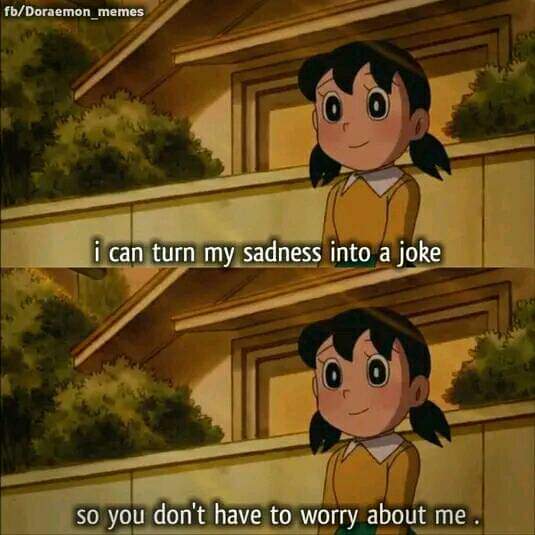 fb/Doraemon_memes
i can turn my sadness into a joke
so you don't have to worry about me .